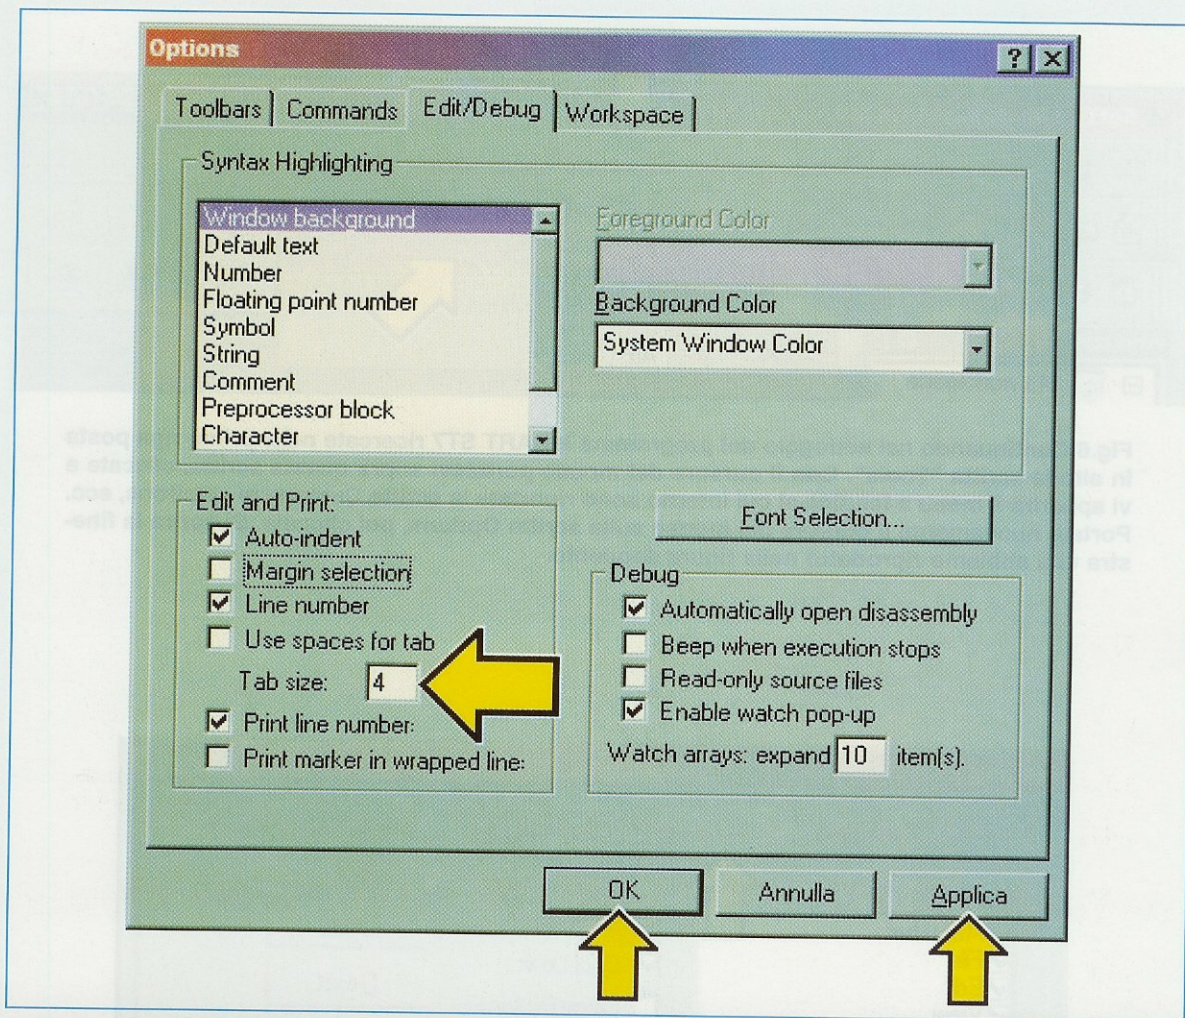 Options
Toolbars
Commands
Edit/Debug
Workspace
Syntax Highlighting
Window background
Default text
Number
Floating point number
Symbol
String
Comment
Preprocessor block
Character
Foreground Color
Background Color
System Window Color
Edit and Print:
Auto-indent
Margin selection
Line number
Use spaces for tab
Tab size: 4
Print line number:
Print marker in wrapped line:
Font Selection...
Debug
Automatically open disassembly
Beep when execution stops
Read-only source files
Enable watch pop-up
Watch arrays: expand 10 item(s).
OK
Annulla
Applica